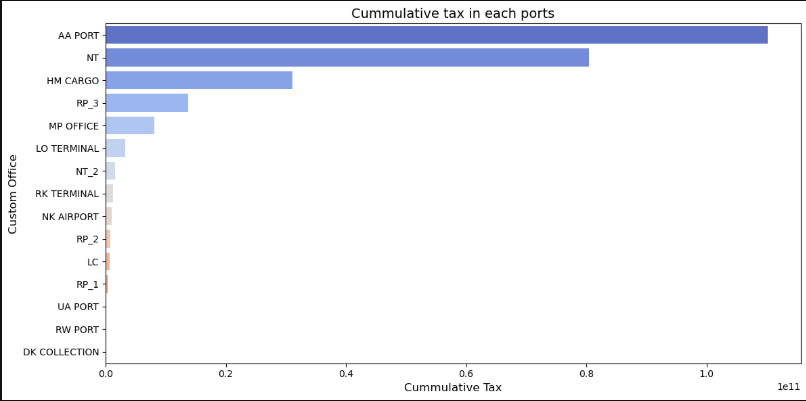 Cummulative tax in each ports
Custom Office
AA PORT
NT
HM CARGO
RP_3
MP OFFICE
LO TERMINAL
NT_2
RK TERMINAL
NK AIRPORT
RP_2
LC
RP_1
UA PORT
RW PORT
DK COLLECTION
0.0 0.2 0.4 0.6 0.8 1.0
1e11
Cummulative Tax